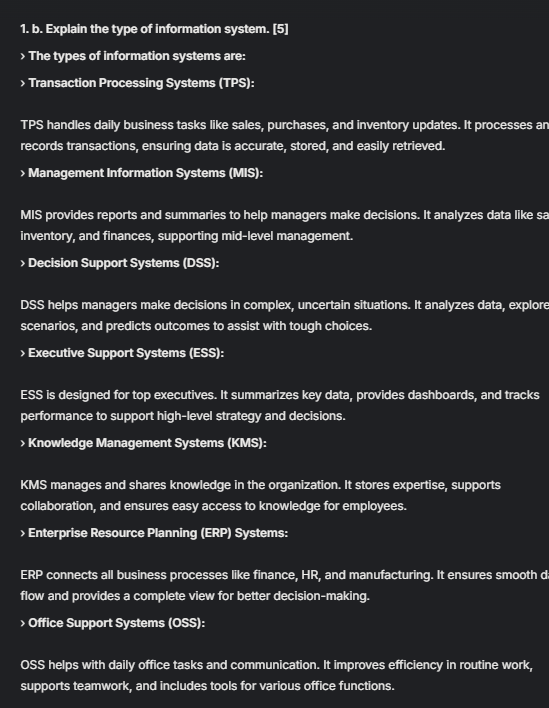 1. b. Explain the type of information system. [5]
› The types of information systems are:
› Transaction Processing Systems (TPS):
TPS handles daily business tasks like sales, purchases, and inventory updates. It processes an
records transactions, ensuring data is accurate, stored, and easily retrieved.
› Management Information Systems (MIS):
MIS provides reports and summaries to help managers make decisions. It analyzes data like sa
inventory, and finances, supporting mid-level management.
› Decision Support Systems (DSS):
DSS helps managers make decisions in complex, uncertain situations. It analyzes data, explore
scenarios, and predicts outcomes to assist with tough choices.
› Executive Support Systems (ESS):
ESS is designed for top executives. It summarizes key data, provides dashboards, and tracks
performance to support high-level strategy and decisions.
› Knowledge Management Systems (KMS):
KMS manages and shares knowledge in the organization. It stores expertise, supports
collaboration, and ensures easy access to knowledge for employees.
› Enterprise Resource Planning (ERP) Systems:
ERP connects all business processes like finance, HR, and manufacturing. It ensures smooth da
flow and provides a complete view for better decision-making.
› Office Support Systems (OSS):
OSS helps with daily office tasks and communication. It improves efficiency in routine work,
supports teamwork, and includes tools for various office functions.